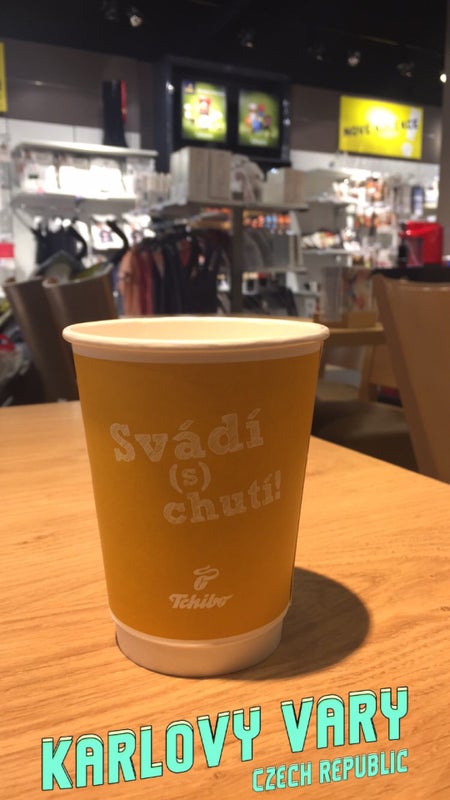 Svádí
(s)
chutí!
Tchibo
KARLOVY VARY
CZECH REPUBLIC